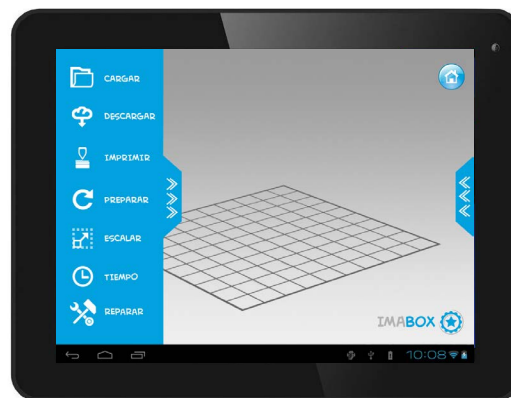 CARGAR
DESCARGAR
IMPRIMIR
PREPARAR
ESCALAR
TIEMPO
REPARAR
IMABOX
10:08